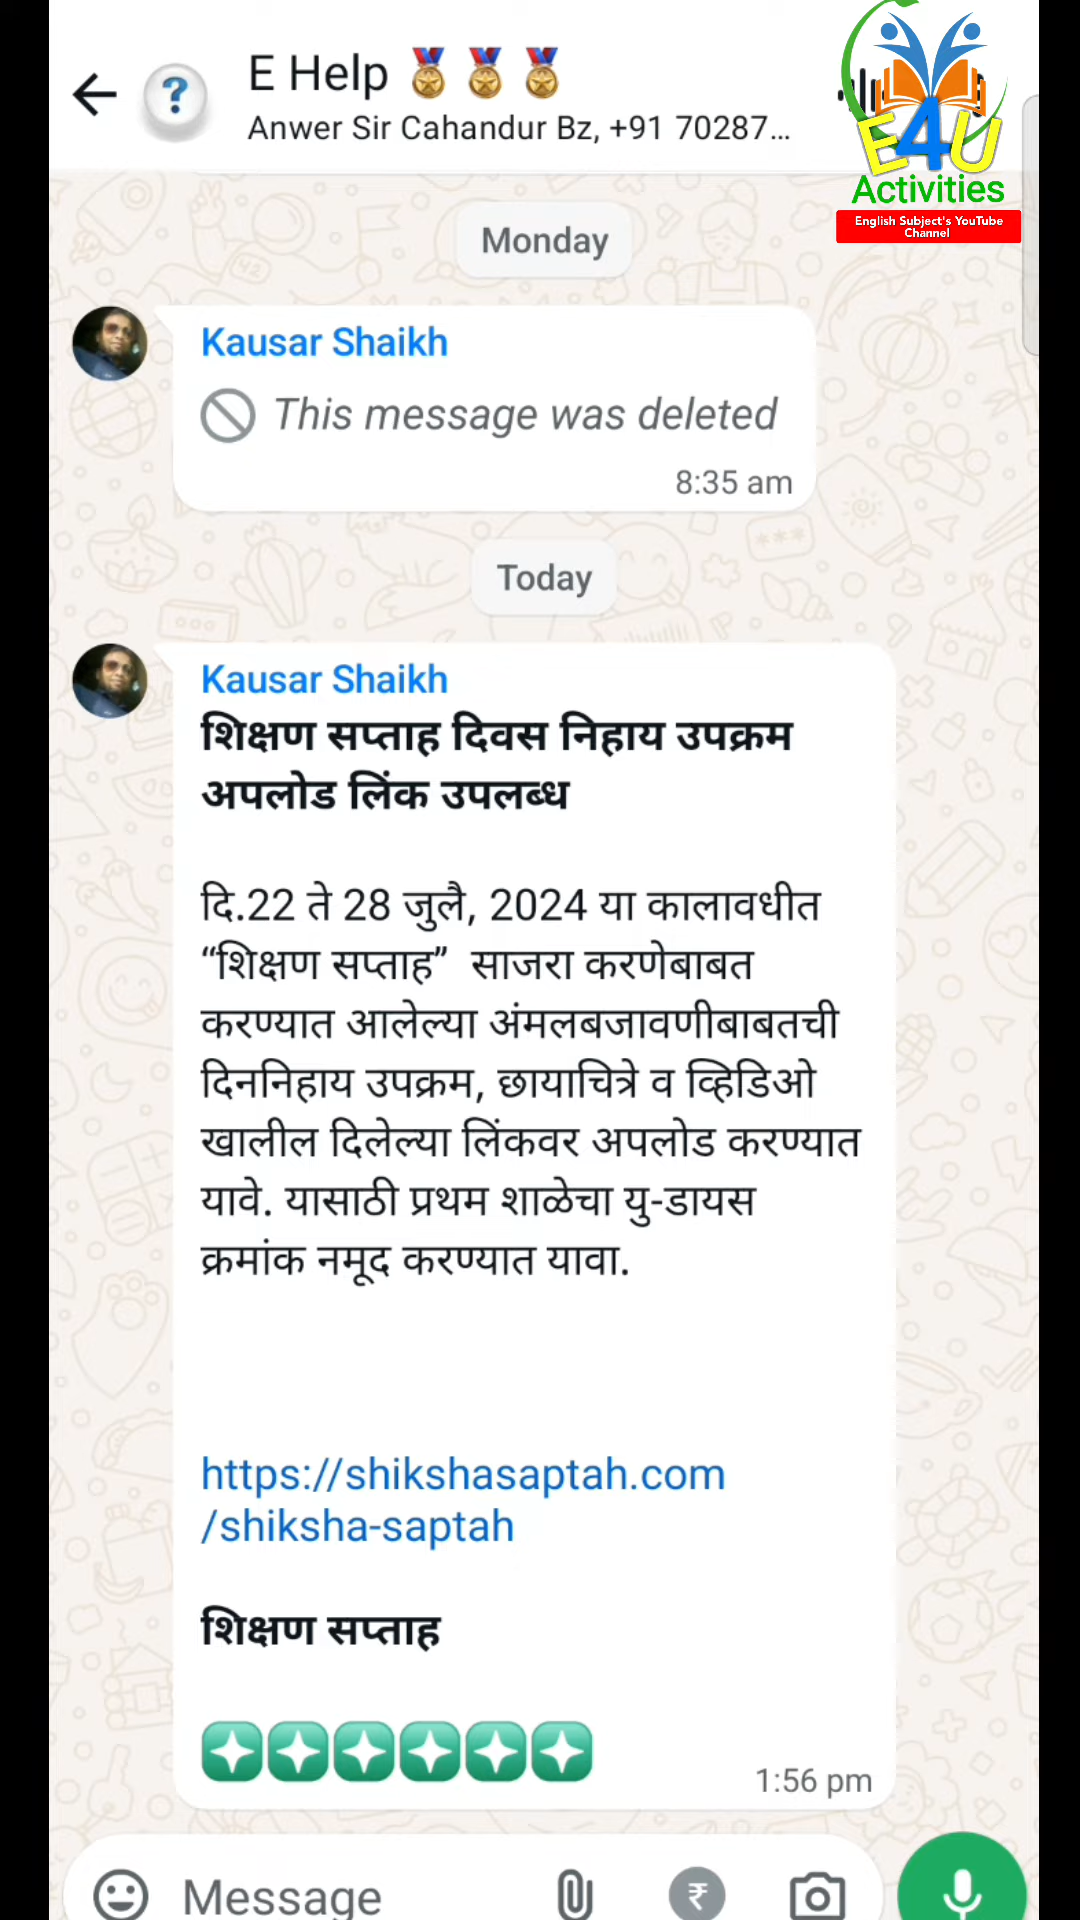 E Help 🏅🏅🏅
Anwer Sir Cahandur Bz, +91 70287...
E4U
Activities
English Subject's YouTube
Channel
Monday
Kausar Shaikh
This message was deleted
8:35 am
Today
Kausar Shaikh
शिक्षण सप्ताह दिवस निहाय उपक्रम
अपलोड लिंक उपलब्ध
दि.22 ते 28 जुलै, 2024 या कालावधीत
“शिक्षण सप्ताह” साजरा करणेबाबत
करण्यात आलेल्या अंमलबजावणीबाबतची
दिननिहाय उपक्रम, छायाचित्रे व व्हिडिओ
खालील दिलेल्या लिंकवर अपलोड करण्यात
यावे. यासाठी प्रथम शाळेचा यु-डायस
क्रमांक नमूद करण्यात यावा.
https://shikshasaptah.com
/shiksha-saptah
शिक्षण सप्ताह
1:56 pm
Message